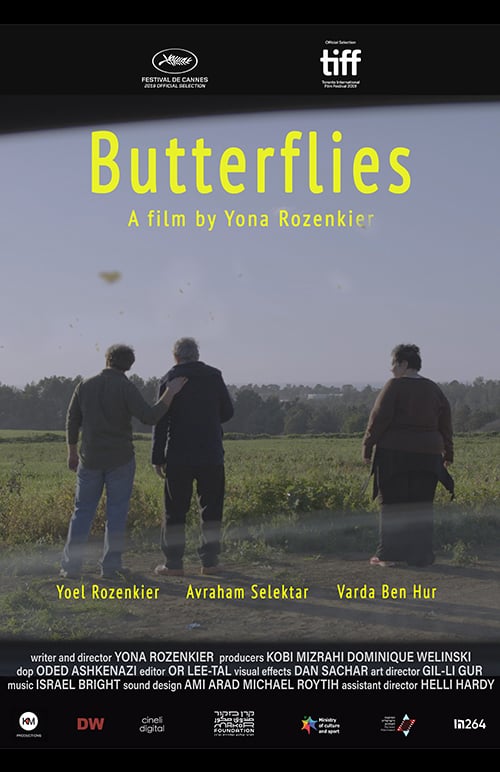 FESTIVAL DE CANNES
2018 OFFICIAL SELECTION
Official Selection
tiff
Toronto International
Film Festival 2018
Butterflies
A film by Yona Rozenkier
Yoel Rozenkier Avraham Selektar Varda Ben Hur
writer and director YONA ROZENKIER producers KOBI MIZRAHI DOMINIQUE WELINSKI
dop ODED ASHKENAZI editor OR LEE-TAL visual effects DAN SACHAR art director GIL-LI GUR
music ISRAEL BRIGHT sound design AMI ARAD MICHAEL ROYTIH assistant director HELLI HARDY
KM
PRODUCTIONS
DW
cineli
digital
FOUNDATION
Ministry
of culture
and sport
In264